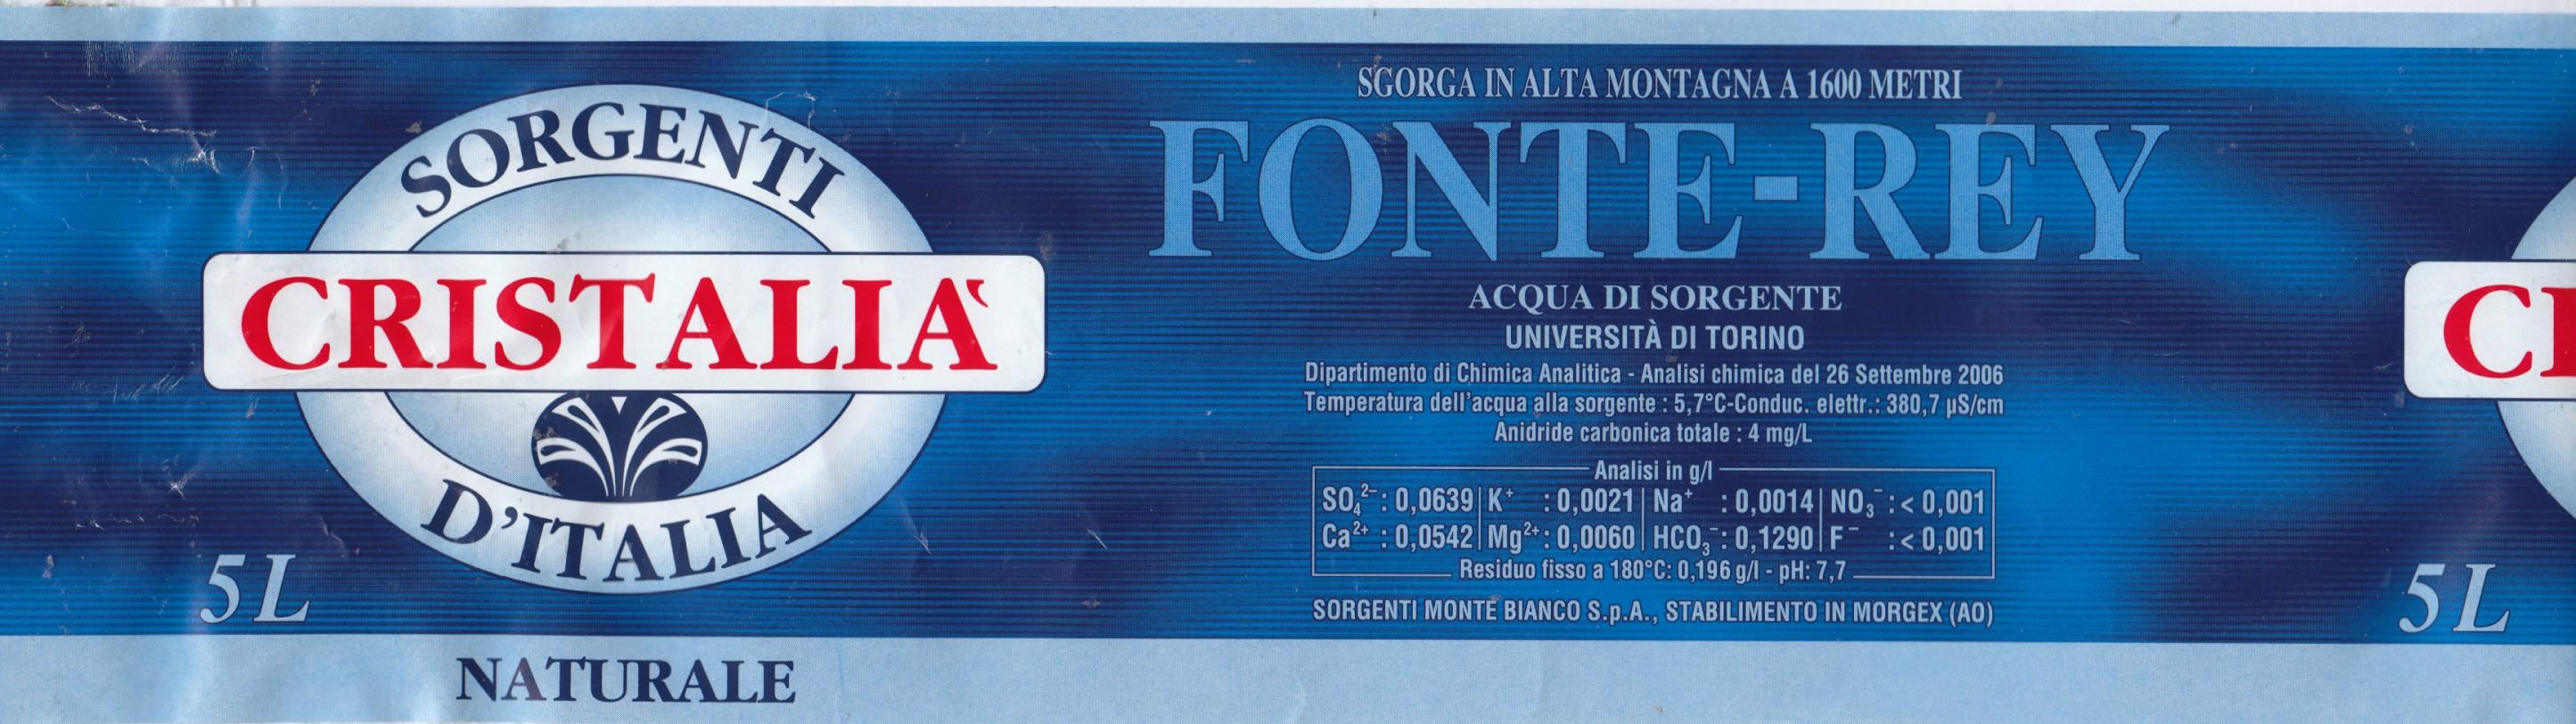 SORGENTI
CRISTALIÀ
D'ITALIA
5L
NATURALE
SGORGA IN ALTA MONTAGNA A 1600 METRI
FONTE-REY
ACQUA DI SORGENTE
UNIVERSITÀ DI TORINO
Dipartimento di Chimica Analitica - Analisi chimica del 26 Settembre 2006
Temperatura dell'acqua alla sorgente : 5,7°C-Conduc. elettr.: 380,7 µS/cm
Anidride carbonica totale : 4 mg/L
Analisi in g/l
SO₄²⁻: 0,0639 | K⁺ : 0,0021 | Na⁺ : 0,0014 | NO₃⁻ : < 0,001
Ca²⁺ : 0,0542 | Mg²⁺: 0,0060 | HCO₃⁻: 0,1290 | F⁻ : < 0,001
Residuo fisso a 180°C: 0,196 g/l - pH: 7,7
SORGENTI MONTE BIANCO S.p.A., STABILIMENTO IN MORGEX (AO)
CI
5L